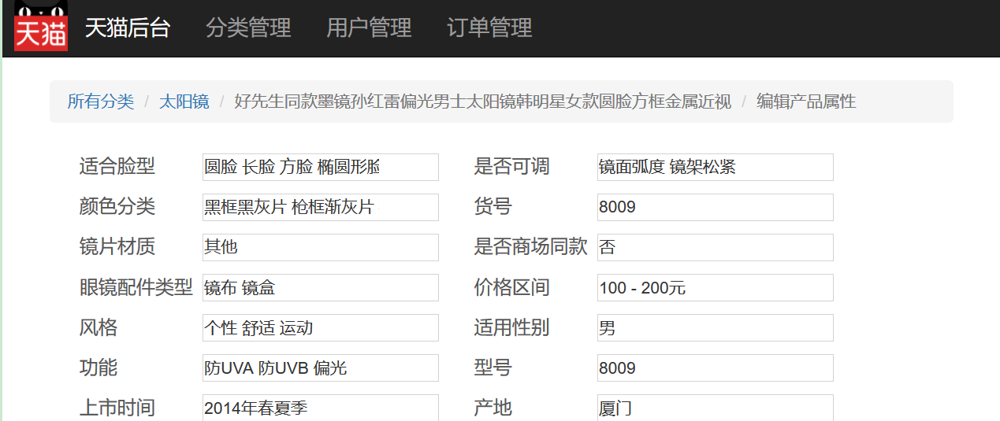 天猫 天猫后台 分类管理 用户管理 订单管理
所有分类 / 太阳镜 / 好先生同款墨镜孙红雷偏光男士太阳镜韩明星女款圆脸方框金属近视 / 编辑产品属性
适合脸型 圆脸 长脸 方脸 椭圆形脸 是否可调 镜面弧度 镜架松紧
颜色分类 黑框黑灰片 枪框渐灰片 货号 8009
镜片材质 其他 是否商场同款 否
眼镜配件类型 镜布 镜盒 价格区间 100 - 200元
风格 个性 舒适 运动 适用性别 男
功能 防UVA 防UVB 偏光 型号 8009
上市时间 2014年春夏季 产地 厦门